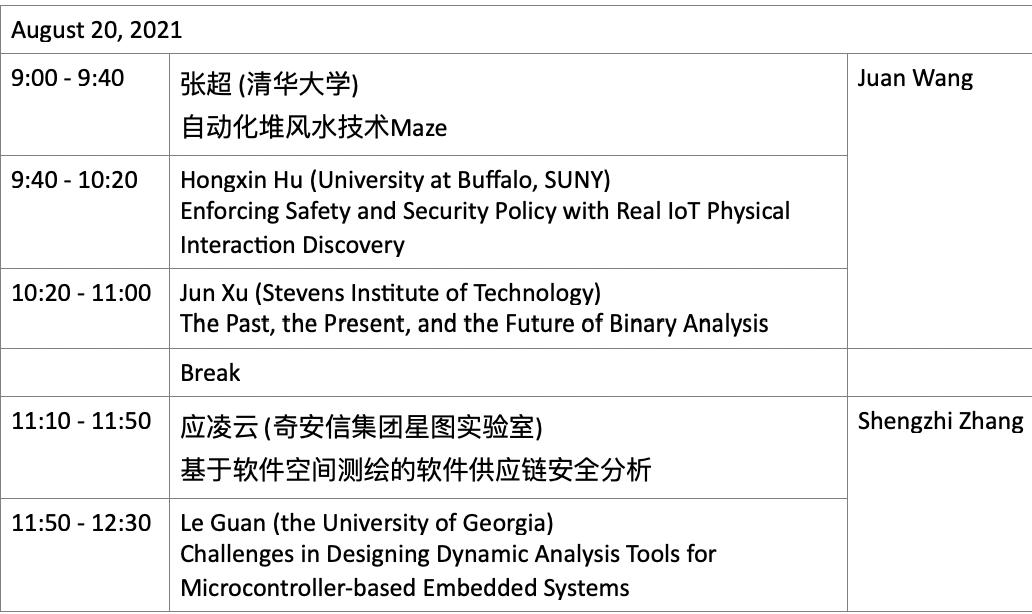 August 20, 2021
9:00 - 9:40
张超 (清华大学)
自动化堆风水技术Maze
Juan Wang
9:40 - 10:20
Hongxin Hu (University at Buffalo, SUNY)
Enforcing Safety and Security Policy with Real IoT Physical
Interaction Discovery
10:20 - 11:00
Jun Xu (Stevens Institute of Technology)
The Past, the Present, and the Future of Binary Analysis
Break
11:10 - 11:50
应凌云 (奇安信集团星图实验室)
基于软件空间测绘的软件供应链安全分析
Shengzhi Zhang
11:50 - 12:30
Le Guan (the University of Georgia)
Challenges in Designing Dynamic Analysis Tools for
Microcontroller-based Embedded Systems